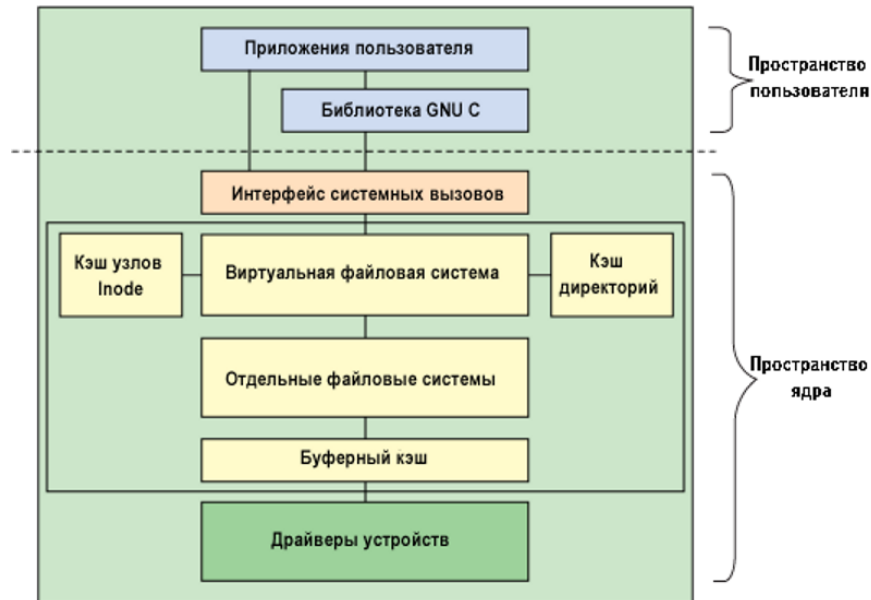 Приложения пользователя
Библиотека GNU C
Пространство
пользователя
Интерфейс системных вызовов
Кэш узлов
Inode
Виртуальная файловая система
Кэш
директорий
Отдельные файловые системы
Буферный кэш
Драйверы устройств
Пространство
ядра